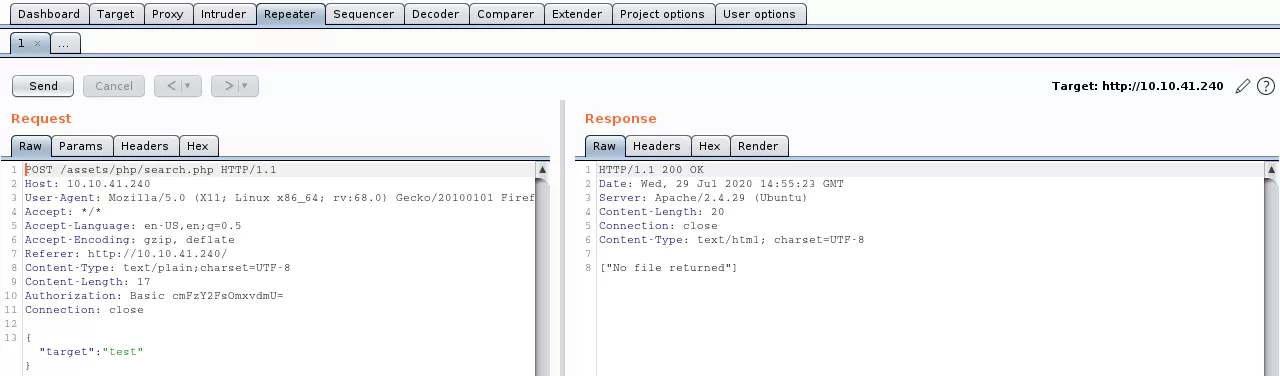 Dashboard Target Proxy Intruder Repeater Sequencer Decoder Comparer Extender Project options User options
1 × ...
Send Cancel < | ▾ > | ▾ Target: http://10.10.41.240 ?
Request
Raw Params Headers Hex
1 POST /assets/php/search.php HTTP/1.1
2 Host: 10.10.41.240
3 User-Agent: Mozilla/5.0 (X11; Linux x86_64; rv:68.0) Gecko/20100101 Firef
4 Accept: */*
5 Accept-Language: en-US,en;q=0.5
6 Accept-Encoding: gzip, deflate
7 Referer: http://10.10.41.240/
8 Content-Type: text/plain;charset=UTF-8
9 Content-Length: 17
10 Authorization: Basic cmFzY2FsOmxvdmU=
11 Connection: close
12
13 {
"target":"test"
}
Response
Raw Headers Hex Render
1 HTTP/1.1 200 OK
2 Date: Wed, 29 Jul 2020 14:55:23 GMT
3 Server: Apache/2.4.29 (Ubuntu)
4 Content-Length: 20
5 Connection: close
6 Content-Type: text/html; charset=UTF-8
7
8 ["No file returned"]